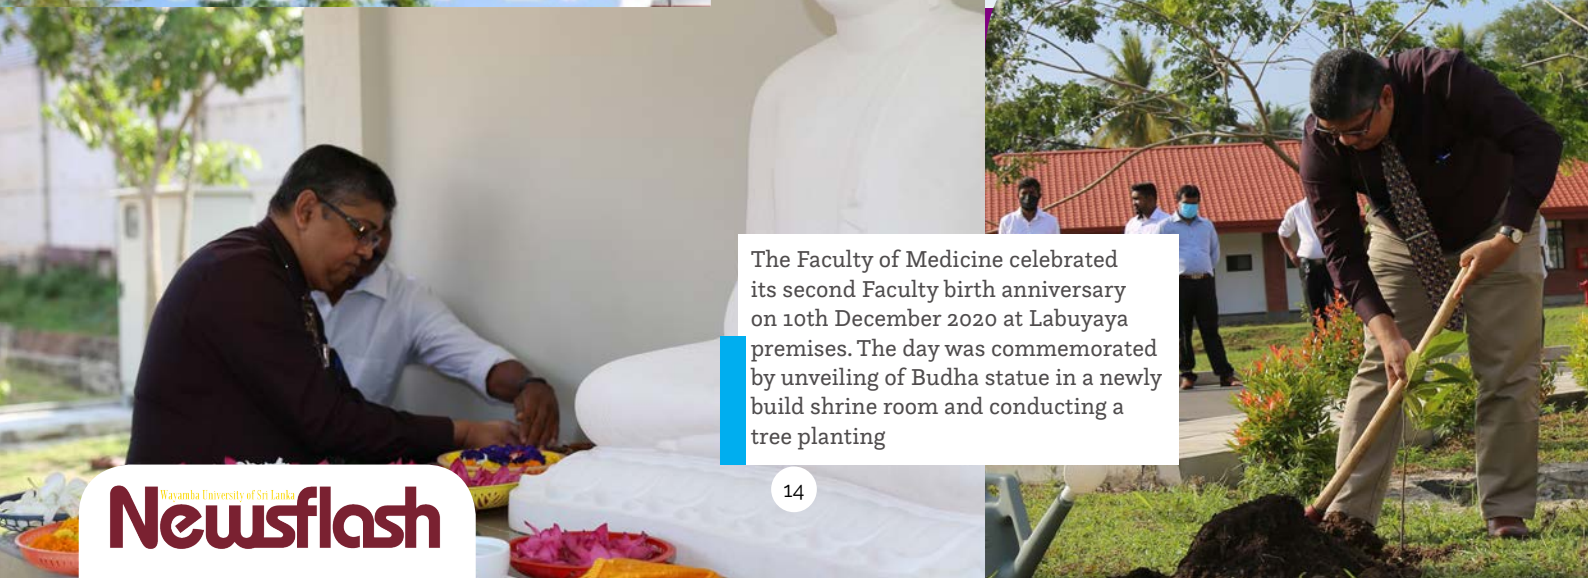 The Faculty of Medicine celebrated
its second Faculty birth anniversary
on 10th December 2020 at Labuyaya
premises. The day was commemorated
by unveiling of Budha statue in a newly
build shrine room and conducting a
tree planting
14
Wayamba University of Sri Lanka
Newsflash